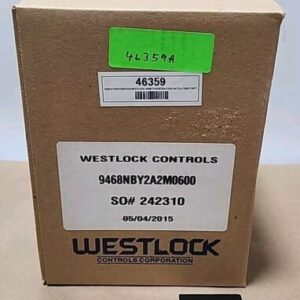 46359A
46359
WESTLOCK CONTROLS
9468NBY2A2M0600
SO# 242310
05/04/2015
WESTLOCK
CONTROLS CORPORATION